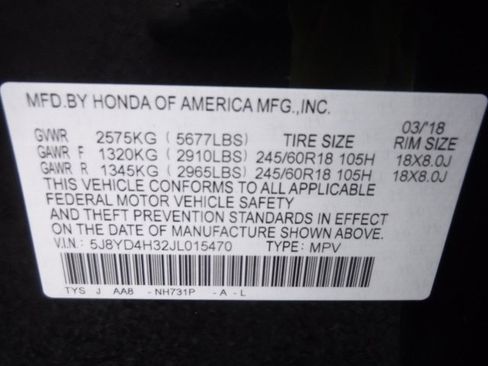 MFD.BY HONDA OF AMERICA MFG.,INC.
03/'18
GVWR 2575KG (5677LBS) TIRE SIZE RIM SIZE
GAWR F 1320KG (2910LBS) 245/60R18 105H 18X8.0J
GAWR R 1345KG (2965LBS) 245/60R18 105H 18X8.0J
THIS VEHICLE CONFORMS TO ALL APPLICABLE
FEDERAL MOTOR VEHICLE SAFETY
AND THEFT PREVENTION STANDARDS IN EFFECT
ON THE DATE OF MANUFACTURE SHOWN ABOVE.
V.I.N.: 5J8YD4H32JL015470 TYPE: MPV
TYS J AA8 -NH731P -A-L